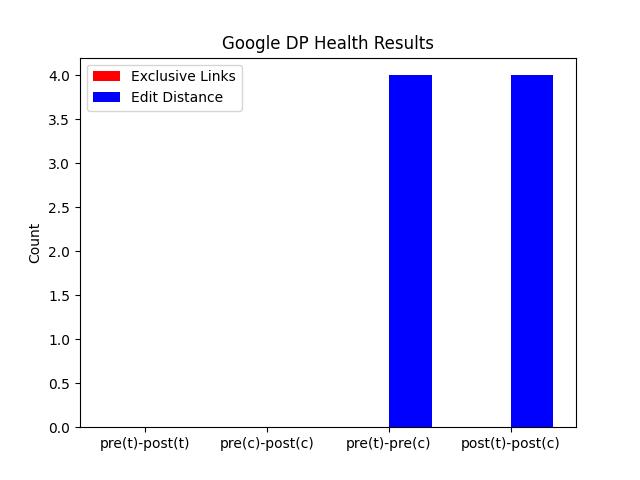 Google DP Health Results
Exclusive Links
Edit Distance
4.0
3.5
3.0
2.5
2.0
1.5
1.0
0.5
0.0
Count
pre(t)-post(t)
pre(c)-post(c)
pre(t)-pre(c)
post(t)-post(c)